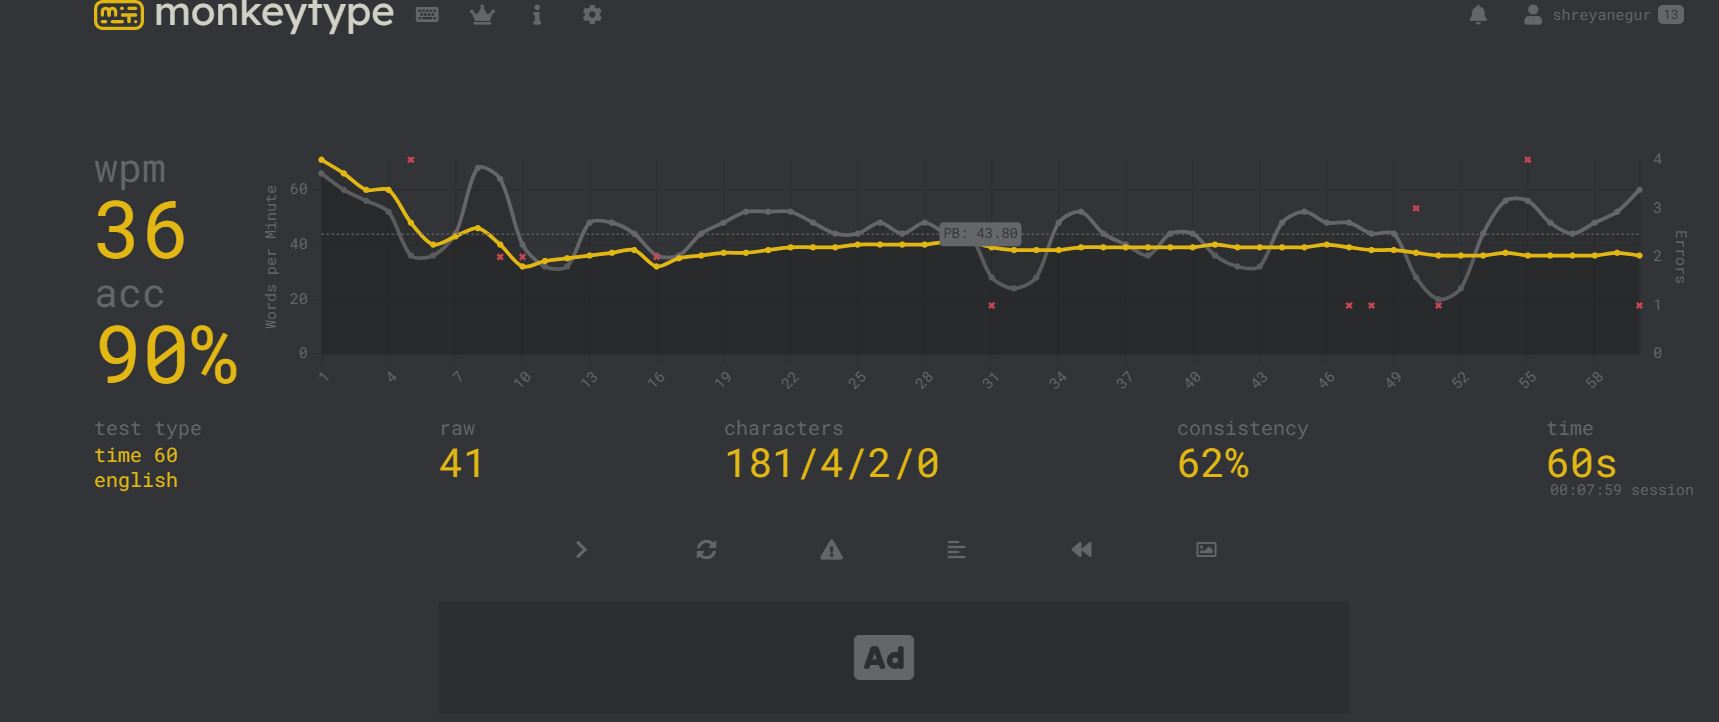 monkeytype
shreyanegur 13
wpm
36
acc
90%
Words per Minute
60
40
20
0
PB: 43.80
4
3
2
1
0
Errors
1 4 7 10 13 16 19 22 25 28 31 34 37 40 43 46 49 52 55 58
test type
time 60
english
raw
41
characters
181/4/2/0
consistency
62%
time
60s
00:07:59 session
Ad